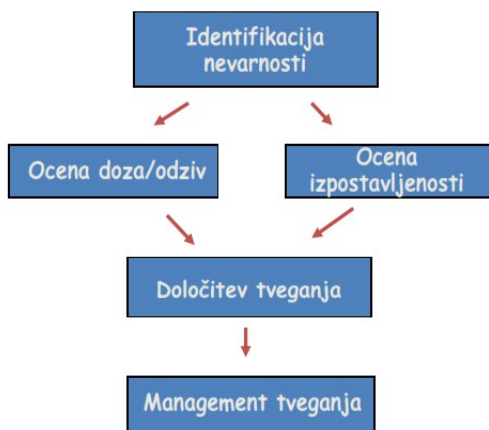 Identifikacija
nevarnosti
Ocena doza/odziv
Ocena
izpostavljenosti
Določitev tveganja
Management tveganja